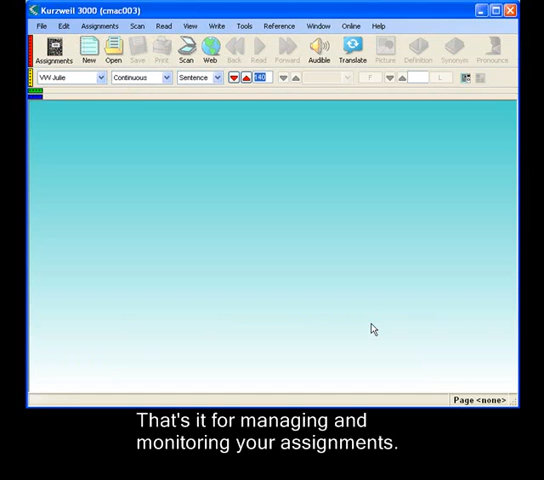 Kurzweil 3000 (cmac003)
File Edit Assignments Scan Read View Write Tools Reference Window Online Help
Assignments New Open Save Print Scan Web Back Read Forward Audible Translate Picture Definition Synonym Pronounce
VW Julie Continuous Sentence 140 F L
Page <none>
That's it for managing and
monitoring your assignments.